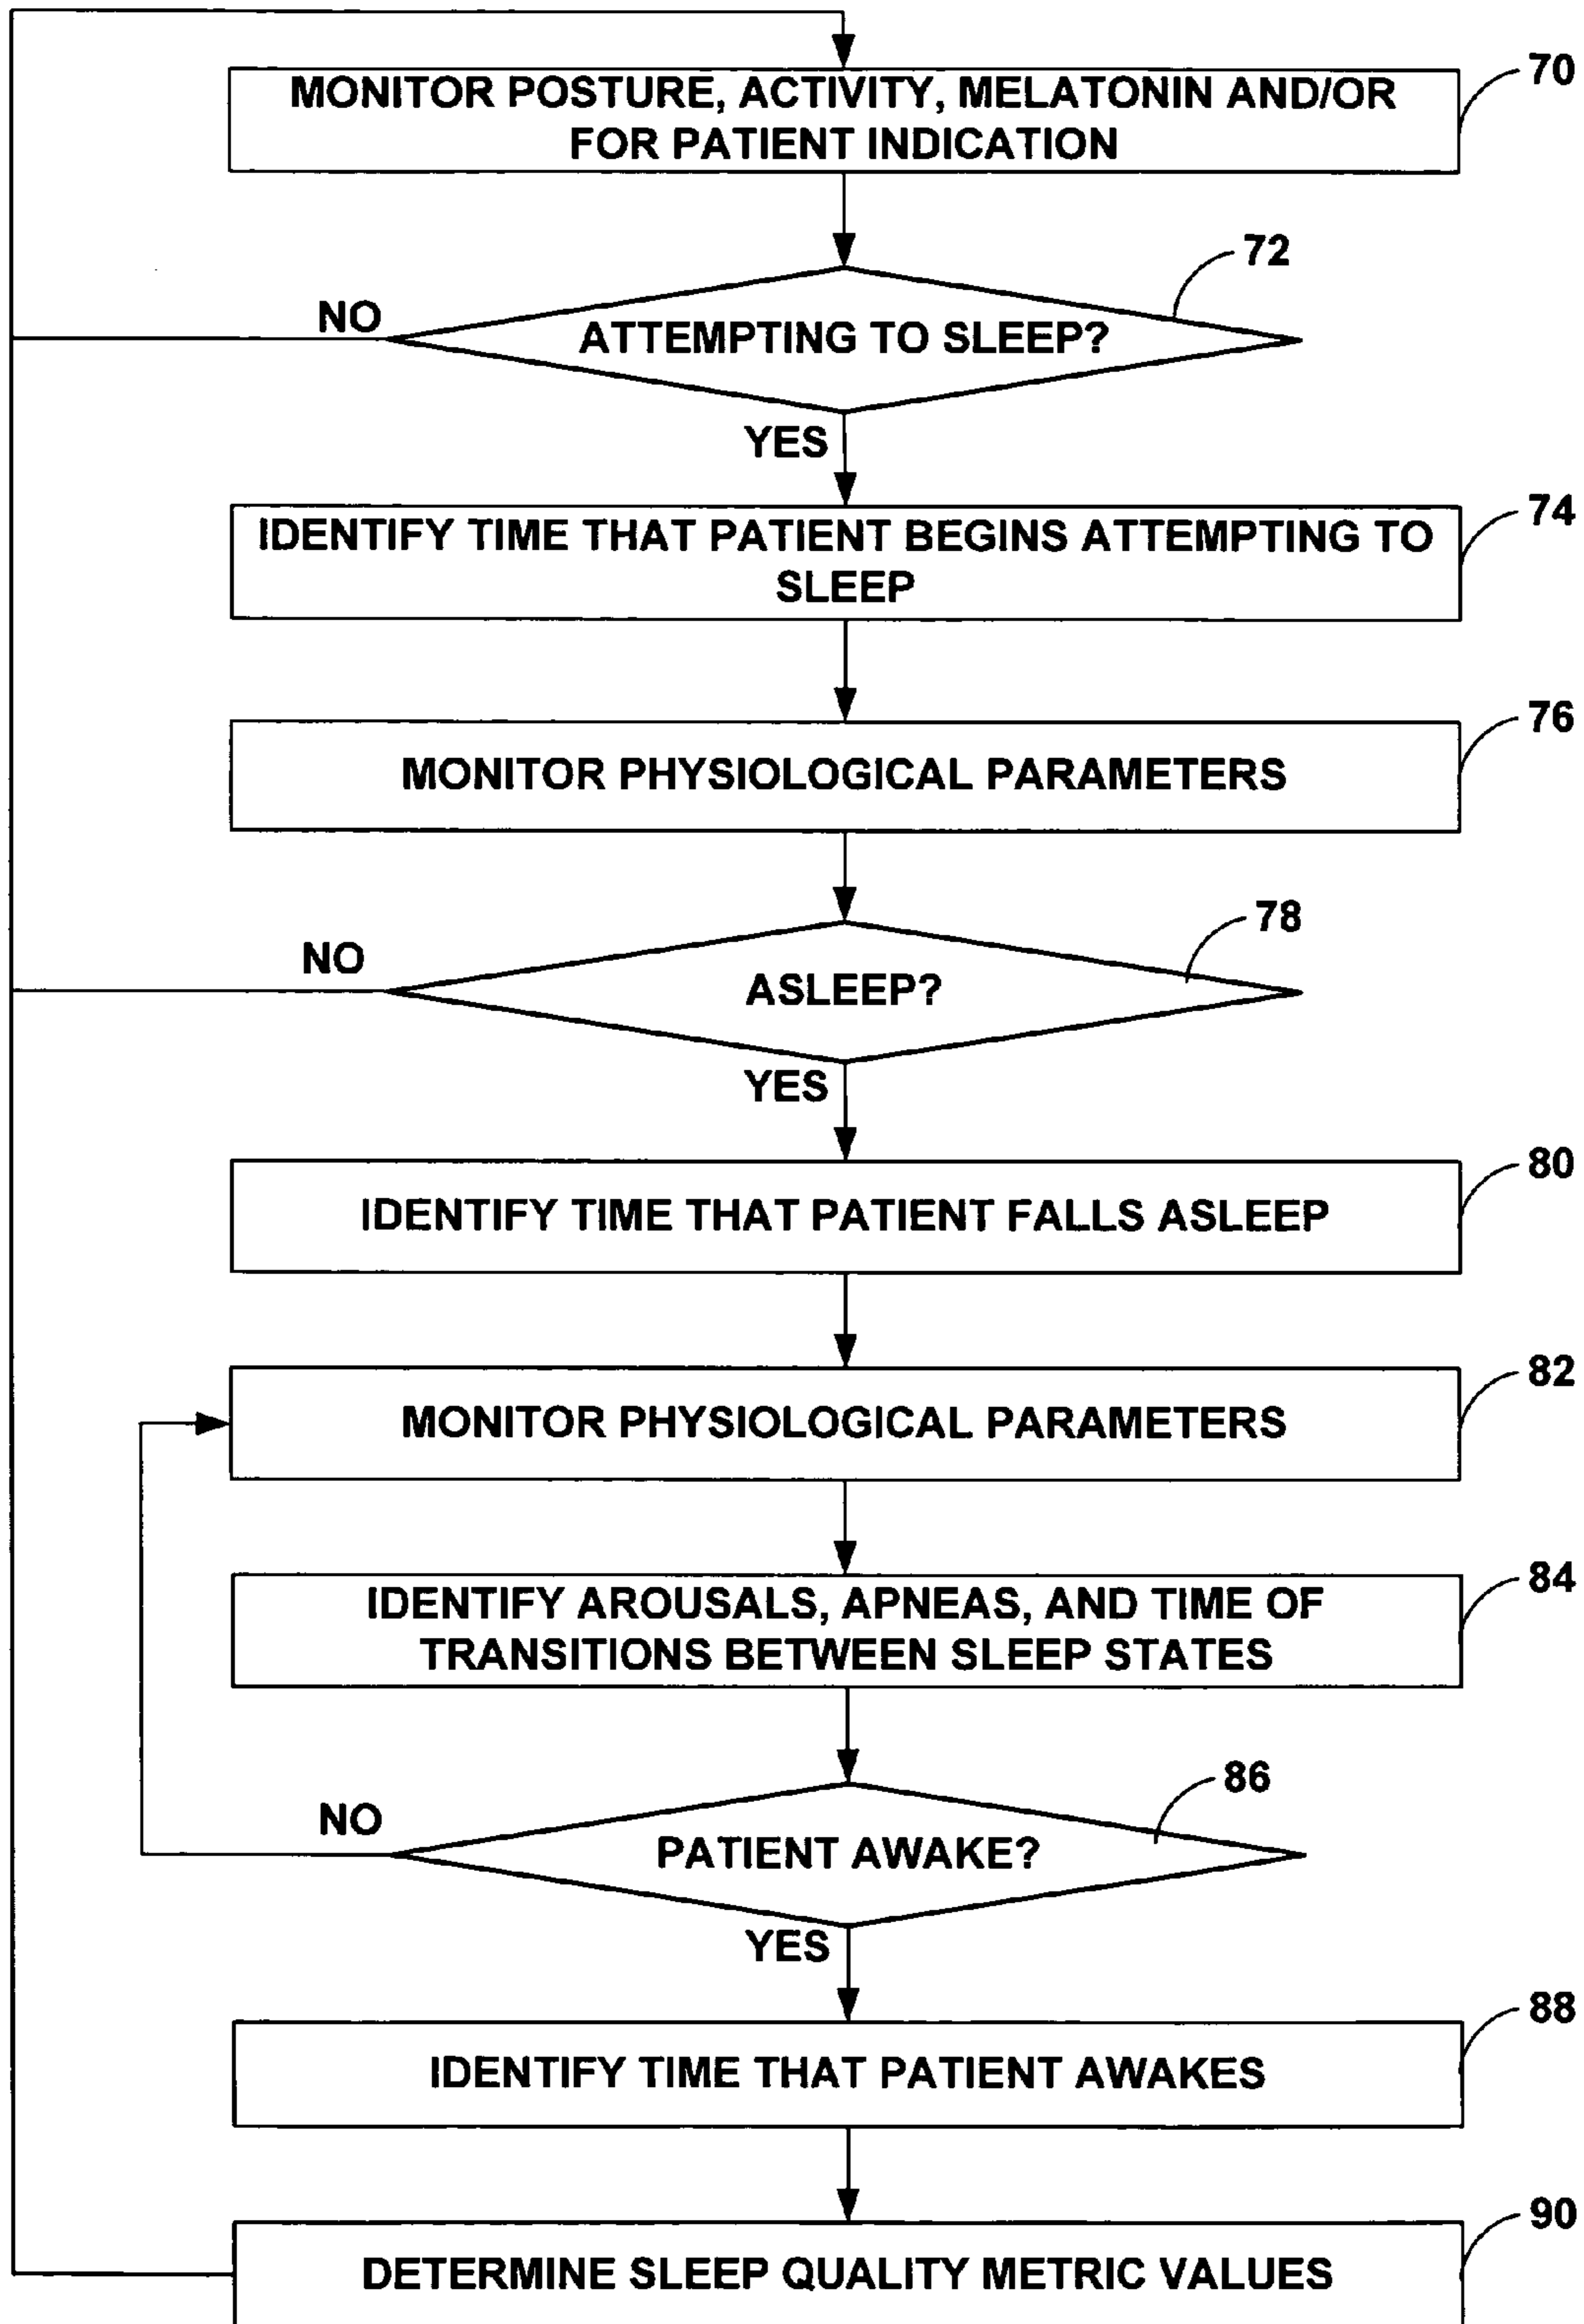 MONITOR POSTURE, ACTIVITY, MELATONIN AND/OR
FOR PATIENT INDICATION
70
72
NO
ATTEMPTING TO SLEEP?
YES
IDENTIFY TIME THAT PATIENT BEGINS ATTEMPTING TO
SLEEP
74
MONITOR PHYSIOLOGICAL PARAMETERS
76
78
NO
ASLEEP?
YES
IDENTIFY TIME THAT PATIENT FALLS ASLEEP
80
MONITOR PHYSIOLOGICAL PARAMETERS
82
IDENTIFY AROUSALS, APNEAS, AND TIME OF
TRANSITIONS BETWEEN SLEEP STATES
84
86
NO
PATIENT AWAKE?
YES
IDENTIFY TIME THAT PATIENT AWAKES
88
DETERMINE SLEEP QUALITY METRIC VALUES
90